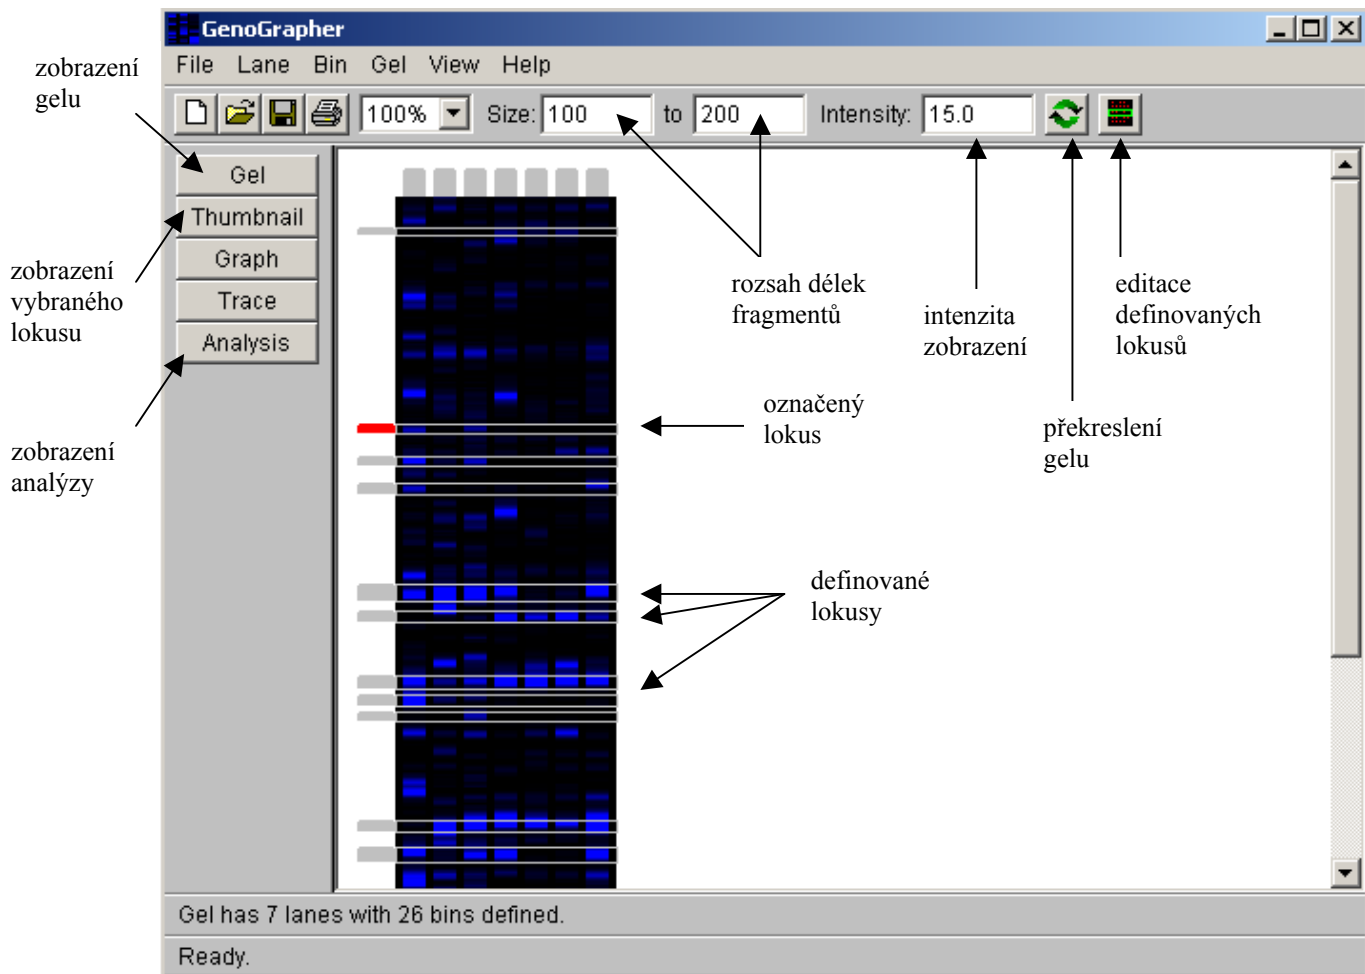 GenoGrapher
File Lane Bin Gel View Help
100% Size: 100 to 200 Intensity: 15.0
zobrazení
gelu
Gel
Thumbnail
Graph
Trace
Analysis
zobrazení
vybraného
lokusu
zobrazení
analýzy
rozsah délek
fragmentů
intenzita
zobrazení
editace
definovaných
lokusů
označený
lokus
překreslení
gelu
definované
lokusy
Gel has 7 lanes with 26 bins defined.
Ready.